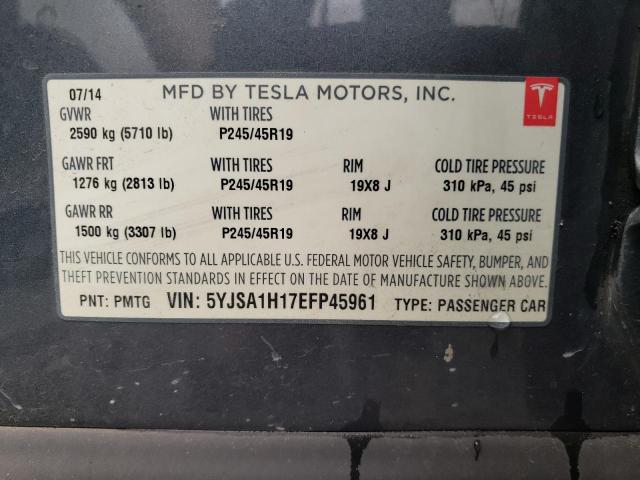 07/14 MFD BY TESLA MOTORS, INC.
TESLA
GVWR WITH TIRES
2590 kg (5710 lb) P245/45R19
GAWR FRT WITH TIRES RIM COLD TIRE PRESSURE
1276 kg (2813 lb) P245/45R19 19X8 J 310 kPa, 45 psi
GAWR RR WITH TIRES RIM COLD TIRE PRESSURE
1500 kg (3307 lb) P245/45R19 19X8 J 310 kPa, 45 psi
THIS VEHICLE CONFORMS TO ALL APPLICABLE U.S. FEDERAL MOTOR VEHICLE SAFETY, BUMPER, AND
THEFT PREVENTION STANDARDS IN EFFECT ON THE DATE OF MANUFACTURE SHOWN ABOVE.
PNT: PMTG VIN: 5YJSA1H17EFP45961 TYPE: PASSENGER CAR